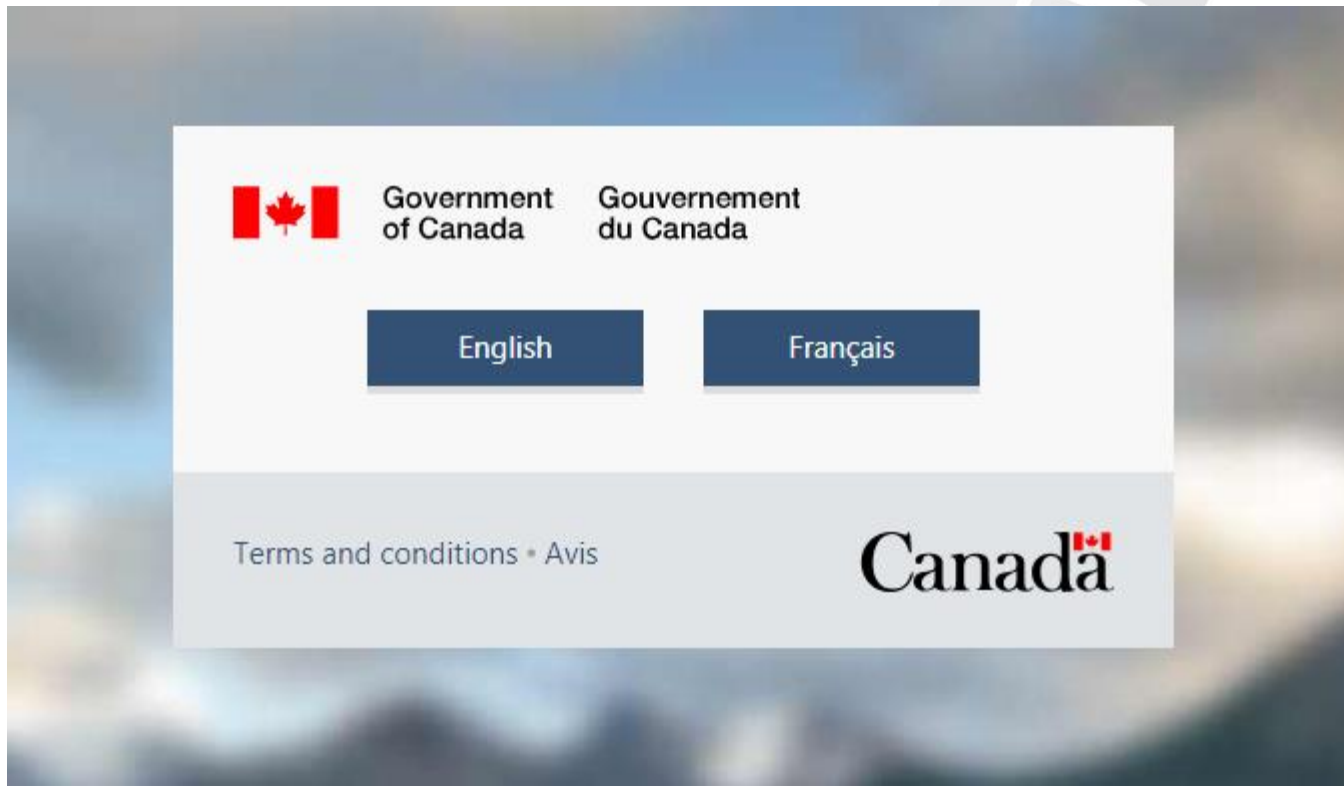 Government Gouvernement
of Canada du Canada
English Français
Terms and conditions • Avis
Canada